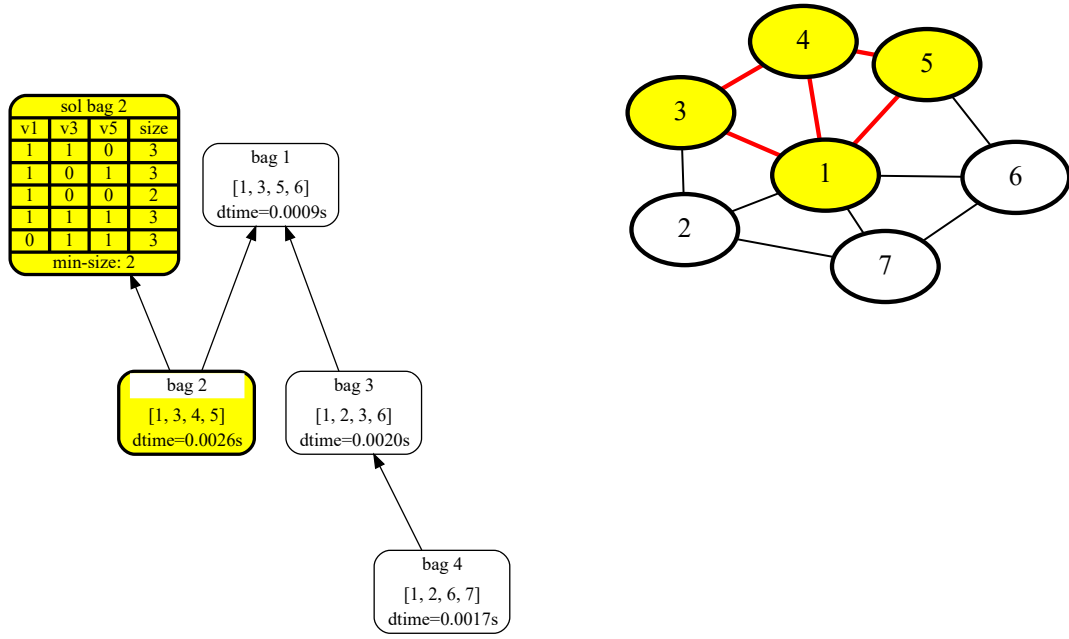 sol bag 2
v1 v3 v5 size
1 1 0 3
1 0 1 3
1 0 0 2
1 1 1 3
0 1 1 3
min-size: 2
bag 1
[1, 3, 5, 6]
dtime=0.0009s
bag 2
[1, 3, 4, 5]
dtime=0.0026s
bag 3
[1, 2, 3, 6]
dtime=0.0020s
bag 4
[1, 2, 6, 7]
dtime=0.0017s
4
5
3
1
6
2
7